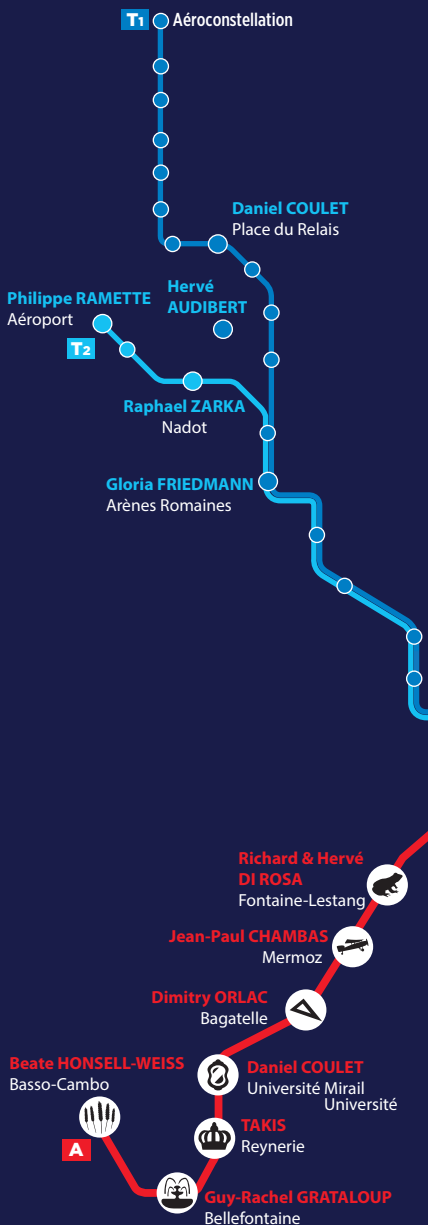 T1 Aéroconstellation
Daniel COULET
Place du Relais
Hervé
AUDIBERT
Philippe RAMETTE
Aéroport
T2
Raphael ZARKA
Nadot
Gloria FRIEDMANN
Arènes Romaines
Richard & Hervé
DI ROSA
Fontaine-Lestang
Jean-Paul CHAMBAS
Mermoz
Dimitry ORLAC
Bagatelle
Beate HONSELL-WEISS
Basso-Cambo
Daniel COULET
Université Mirail
Université
A
TAKIS
Reynerie
Guy-Rachel GRATALOUP
Bellefontaine